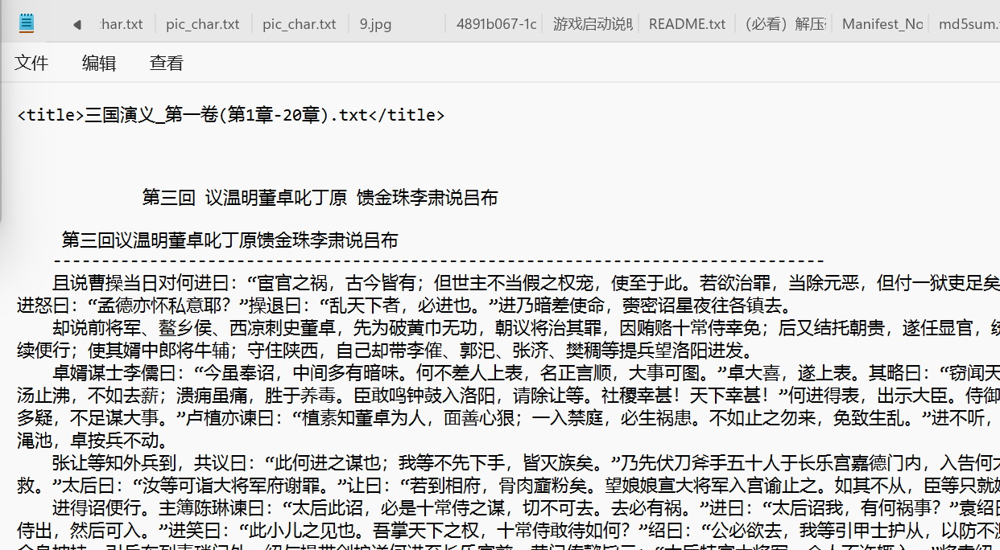 :har.txt pic_char.txt pic_char.txt 9.jpg 4891b067-1c 游戏启动说明 README.txt （必看）解压 Manifest_No md5sum.
文件 编辑 查看
<title>三国演义_第一卷(第1章-20章).txt</title>
第三回 议温明董卓叱丁原 馈金珠李肃说吕布
第三回议温明董卓叱丁原馈金珠李肃说吕布
--------------------------------------------------------------------------------
且说曹操当日对何进曰：“宦官之祸，古今皆有；但世主不当假之权宠，使至于此。若欲治罪，当除元恶，但付一狱吏足矣
进怒曰：“孟德亦怀私意耶？”操退曰：“乱天下者，必进也。”进乃暗差使命，赍密诏星夜往各镇去。
却说前将军、鳌乡侯、西凉刺史董卓，先为破黄巾无功，朝议将治其罪，因贿赂十常侍幸免；后又结托朝贵，遂任显官，统
续便行；使其婿中郎将牛辅；守住陕西，自己却带李傕、郭汜、张济、樊稠等提兵望洛阳进发。
卓婿谋士李儒曰：“今虽奉诏，中间多有暗味。何不差人上表，名正言顺，大事可图。”卓大喜，遂上表。其略曰：“窃闻天
汤止沸，不如去薪；溃痈虽痛，胜于养毒。臣敢鸣钟鼓入洛阳，请除让等。社稷幸甚！天下幸甚！”何进得表，出示大臣。侍御
多疑，不足谋大事。”卢植亦谏曰：“植素知董卓为人，面善心狠；一入禁庭，必生祸患。不如止之勿来，免致生乱。”进不听，
渑池，卓按兵不动。
张让等知外兵到，共议曰：“此何进之谋也；我等不先下手，皆灭族矣。”乃先伏刀斧手五十人于长乐宫嘉德门内，入告何太
救。”太后曰：“汝等可诣大将军府谢罪。”让曰：“若到相府，骨肉齑粉矣。望娘娘宣大将军入宫谕止之。如其不从，臣等只就娘
进得诏便行。主簿陈琳谏曰：“太后此诏，必是十常侍之谋，切不可去。去必有祸。”进曰：“太后诏我，有何祸事？”袁绍曰
侍出，然后可入。”进笑曰：“此小儿之见也。吾掌天下之权，十常侍敢待如何？”绍曰：“公必欲去，我等引甲士护从，以防不测